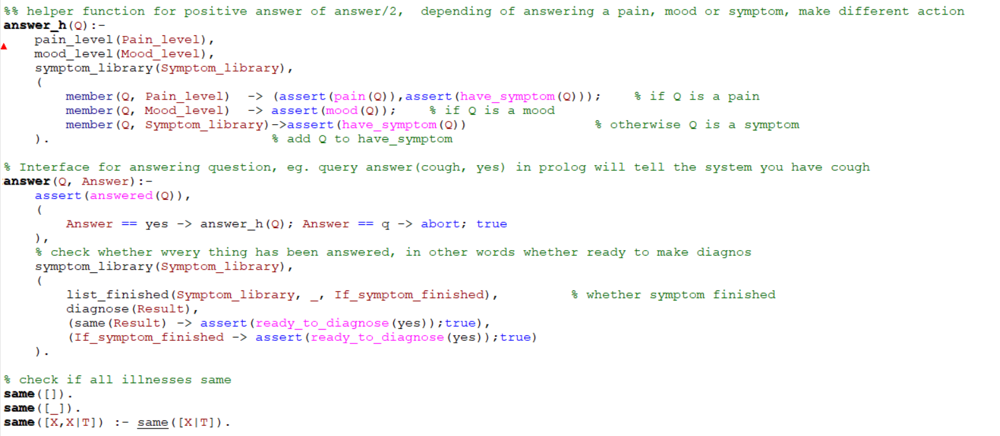 %% helper function for positive answer of answer/2,  depending of answering a pain, mood or symptom, make different action
answer_h(Q):-
    pain_level(Pain_level),
    mood_level(Mood_level),
    symptom_library(Symptom_library),
    (
        member(Q, Pain_level)  -> (assert(pain(Q)),assert(have_symptom(Q)));    % if Q is a pain
        member(Q, Mood_level)  -> assert(mood(Q));    % if Q is a mood
        member(Q, Symptom_library)->assert(have_symptom(Q))                % otherwise Q is a symptom
    ).                            % add Q to have_symptom
% Interface for answering question, eg. query answer(cough, yes) in prolog will tell the system you have cough
answer(Q, Answer):-
    assert(answered(Q)),
    (
        Answer == yes -> answer_h(Q); Answer == q -> abort; true
    ),
    % check whether wvery thing has been answered, in other words whether ready to make diagnos
    symptom_library(Symptom_library),
    (
        list_finished(Symptom_library, _, If_symptom_finished),         % whether symptom finished
        diagnose(Result),
        (same(Result) -> assert(ready_to_diagnose(yes));true),
        (If_symptom_finished -> assert(ready_to_diagnose(yes));true)
    ).
% check if all illnesses same
same([]).
same([_]).
same([X,X|T]) :- same([X|T]).